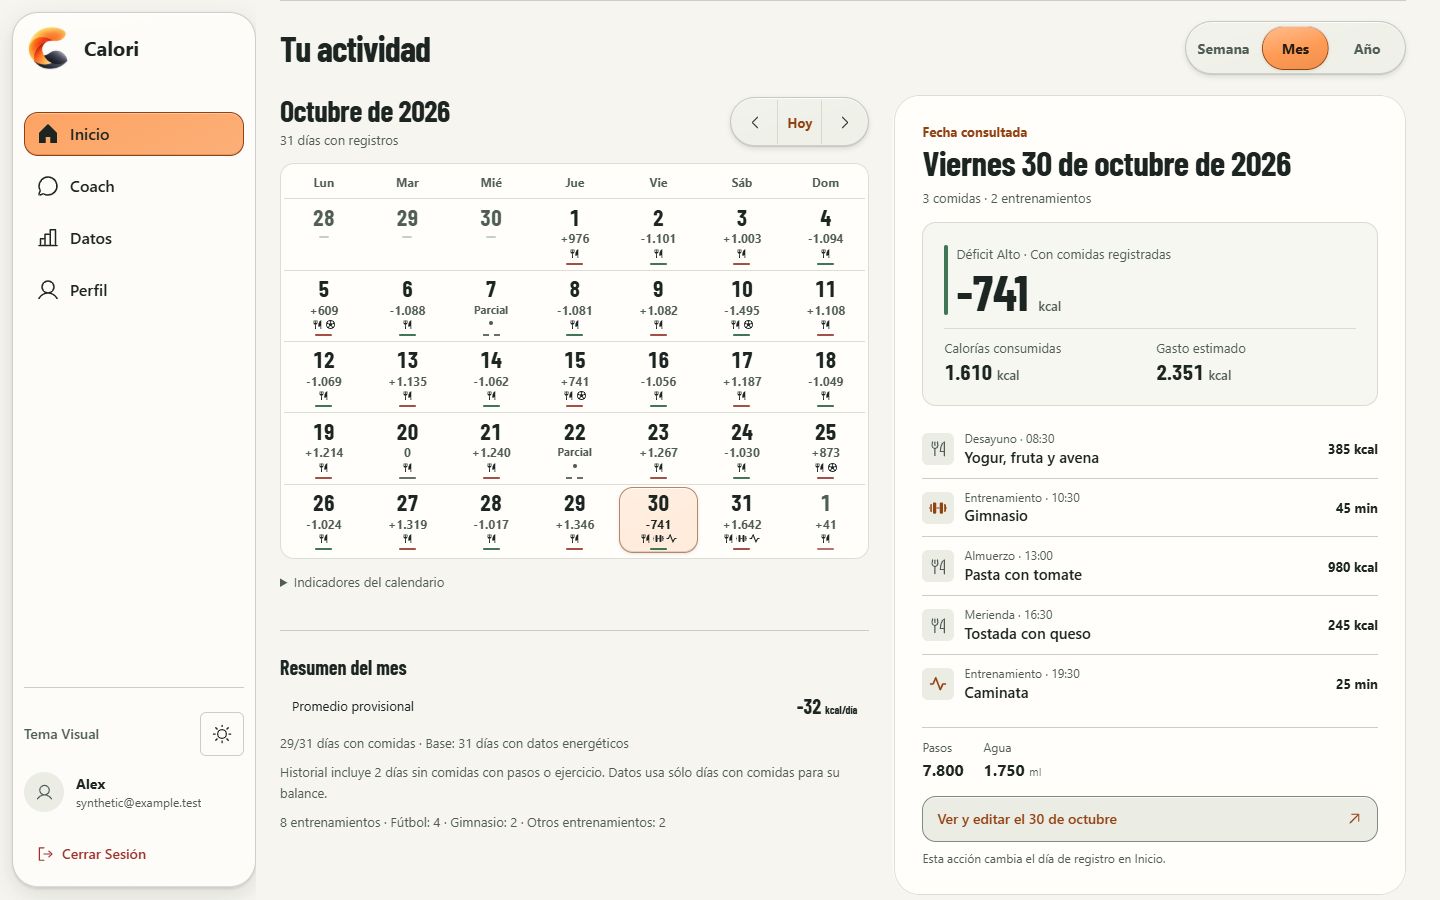 Calori
Inicio
Coach
Datos
Perfil
Tema Visual
Alex
synthetic@example.test
Cerrar Sesión
Tu actividad
Semana Mes Año
Octubre de 2026
31 días con registros
Hoy
Lun Mar Mié Jue Vie Sáb Dom
28 29 30 1 2 3 4
— — — +976 -1.101 +1.003 -1.094
5 6 7 8 9 10 11
+609 -1.088 Parcial -1.081 +1.082 -1.495 +1.108
12 13 14 15 16 17 18
-1.069 +1.135 -1.062 +741 -1.056 +1.187 -1.049
19 20 21 22 23 24 25
+1.214 0 +1.240 Parcial +1.267 -1.030 +873
26 27 28 29 30 31 1
-1.024 +1.319 -1.017 +1.346 -741 +1.642 +41
Indicadores del calendario
Resumen del mes
Promedio provisional -32 kcal/día
29/31 días con comidas · Base: 31 días con datos energéticos
Historial incluye 2 días sin comidas con pasos o ejercicio. Datos usa sólo días con comidas para su
balance.
8 entrenamientos · Fútbol: 4 · Gimnasio: 2 · Otros entrenamientos: 2
Fecha consultada
Viernes 30 de octubre de 2026
3 comidas · 2 entrenamientos
Déficit Alto · Con comidas registradas
-741 kcal
Calorías consumidas Gasto estimado
1.610 kcal 2.351 kcal
Desayuno · 08:30
Yogur, fruta y avena 385 kcal
Entrenamiento · 10:30
Gimnasio 45 min
Almuerzo · 13:00
Pasta con tomate 980 kcal
Merienda · 16:30
Tostada con queso 245 kcal
Entrenamiento · 19:30
Caminata 25 min
Pasos Agua
7.800 1.750 ml
Ver y editar el 30 de octubre
Esta acción cambia el día de registro en Inicio.